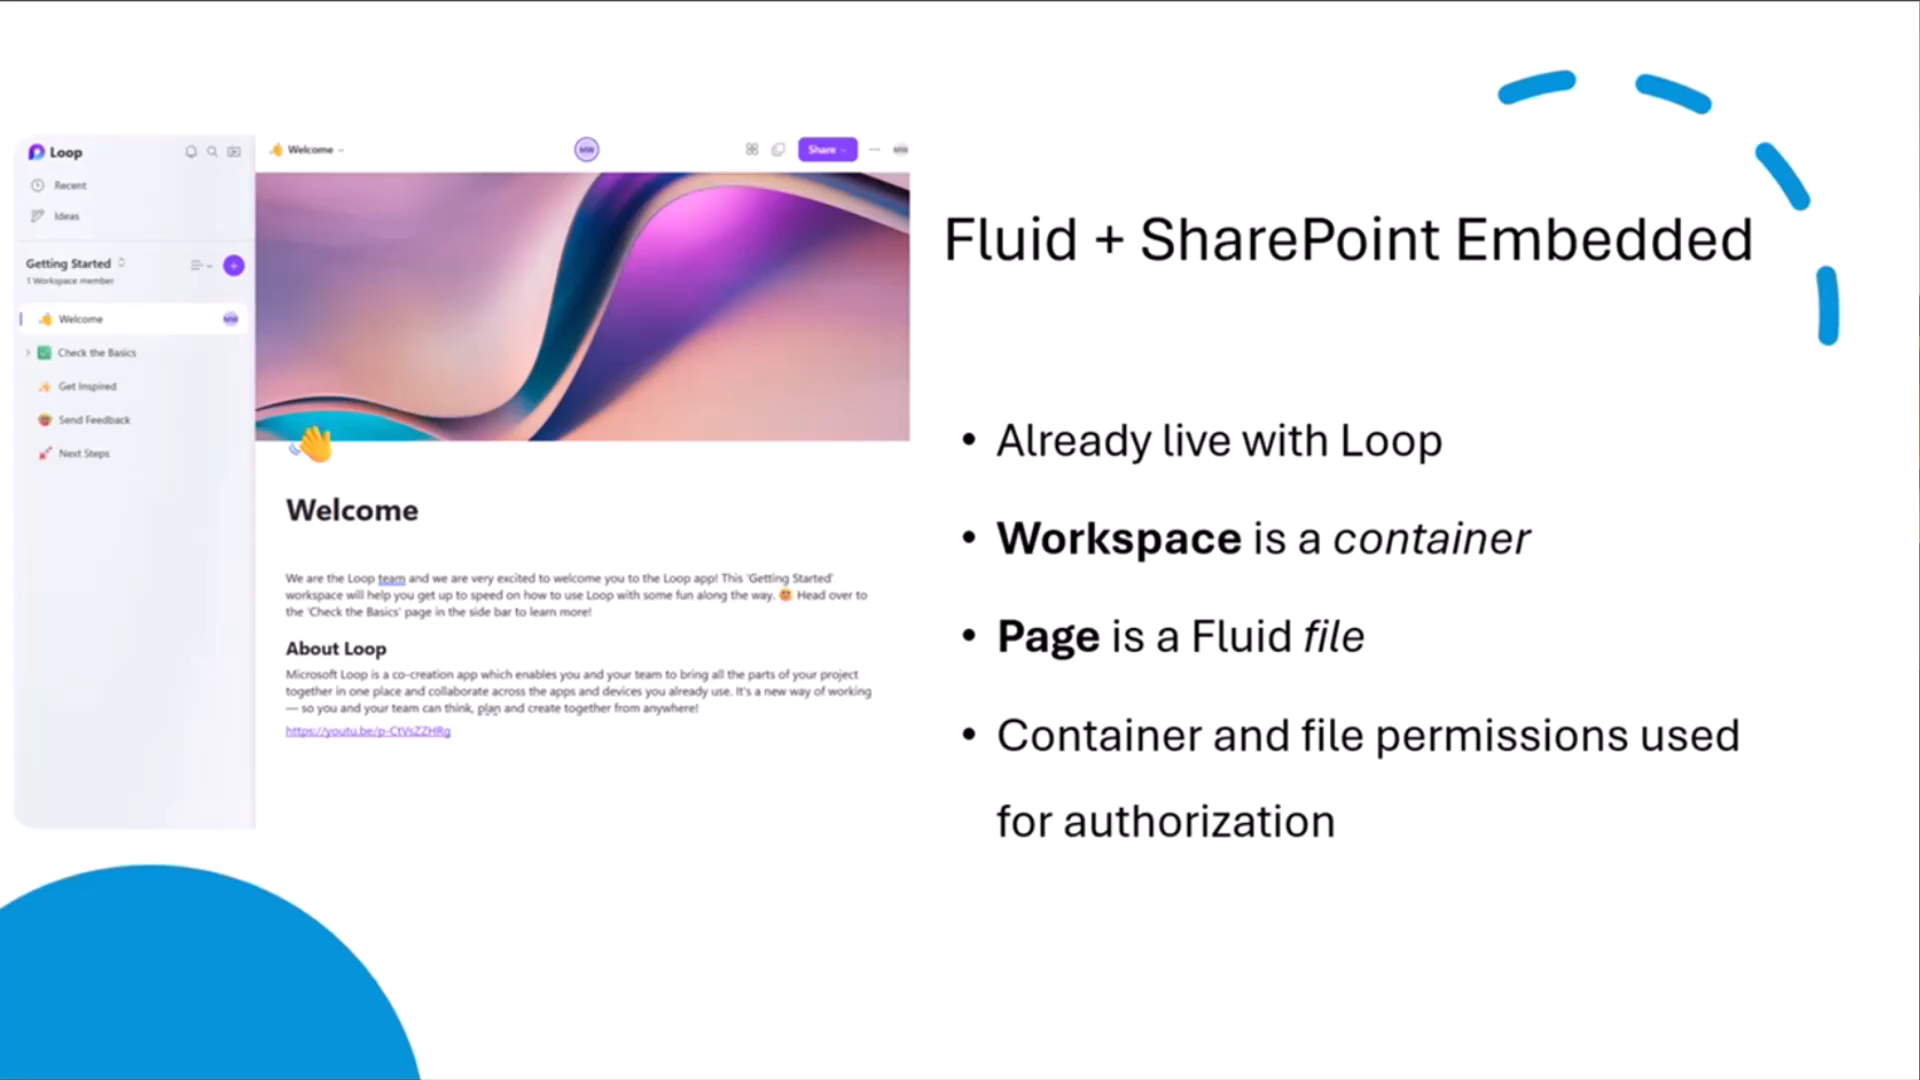 Loop
Recent
Ideas
Getting Started
1 Workspace member
Welcome
MW
Check the Basics
Get Inspired
Send Feedback
Next Steps
Welcome
MW
Share
MW
Welcome
We are the Loop team and we are very excited to welcome you to the Loop app! This 'Getting Started'
workspace will help you get up to speed on how to use Loop with some fun along the way. 🤩 Head over to
the 'Check the Basics' page in the side bar to learn more!
About Loop
Microsoft Loop is a co-creation app which enables you and your team to bring all the parts of your project
together in one place and collaborate across the apps and devices you already use. It's a new way of working
— so you and your team can think, plan and create together from anywhere!
https://youtu.be/p-CtVsZZHRg
Fluid + SharePoint Embedded
• Already live with Loop
• Workspace is a container
• Page is a Fluid file
• Container and file permissions used
for authorization